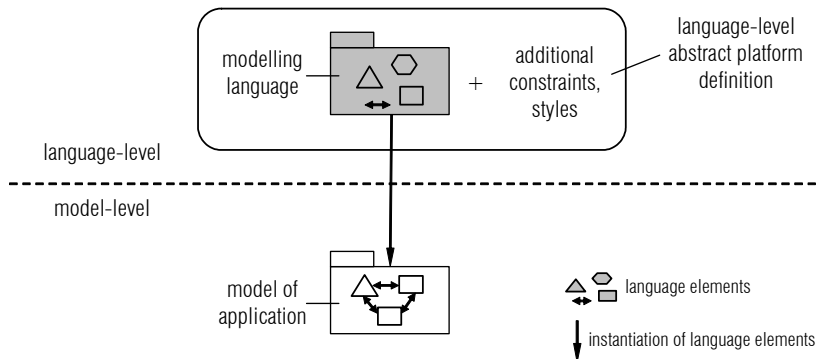 modelling
language
+
additional
constraints,
styles
language-level
abstract platform
definition
language-level
model-level
model of
application
language elements
instantiation of language elements